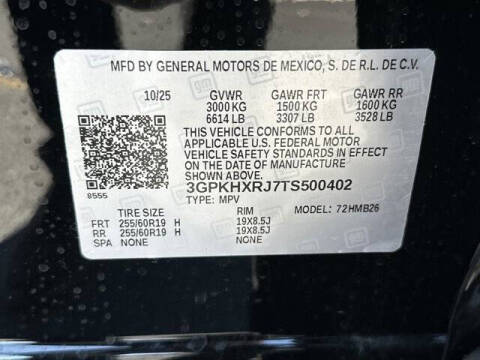 MFD BY GENERAL MOTORS DE MEXICO, S. DE R.L. DE C.V.
10/25 GVWR GAWR FRT GAWR RR
3000 KG 1500 KG 1600 KG
6614 LB 3307 LB 3528 LB
THIS VEHICLE CONFORMS TO ALL
APPLICABLE U.S. FEDERAL MOTOR
VEHICLE SAFETY STANDARDS IN EFFECT
ON THE DATE OF MANUFACTURE
SHOWN ABOVE.
3GPKHXRJ7TS500402
8555 TYPE: MPV
TIRE SIZE RIM MODEL: 72HMB26
FRT 255/60R19 H 19X8.5J
RR 255/60R19 H 19X8.5J
SPA NONE NONE